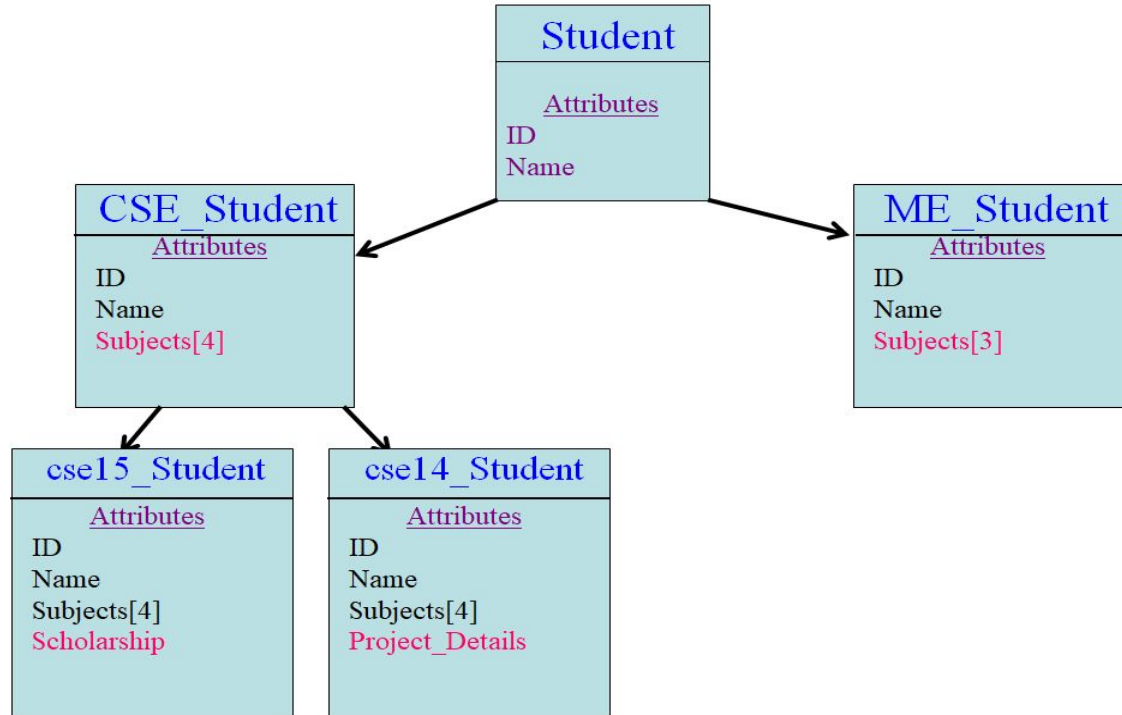 Student
Attributes
ID
Name
CSE_Student
Attributes
ID
Name
Subjects[4]
ME_Student
Attributes
ID
Name
Subjects[3]
cse15_Student
Attributes
ID
Name
Subjects[4]
Scholarship
cse14_Student
Attributes
ID
Name
Subjects[4]
Project_Details